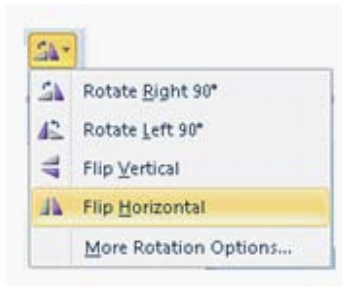 Rotate Right 90°
Rotate Left 90°
Flip Vertical
Flip Horizontal
More Rotation Options...